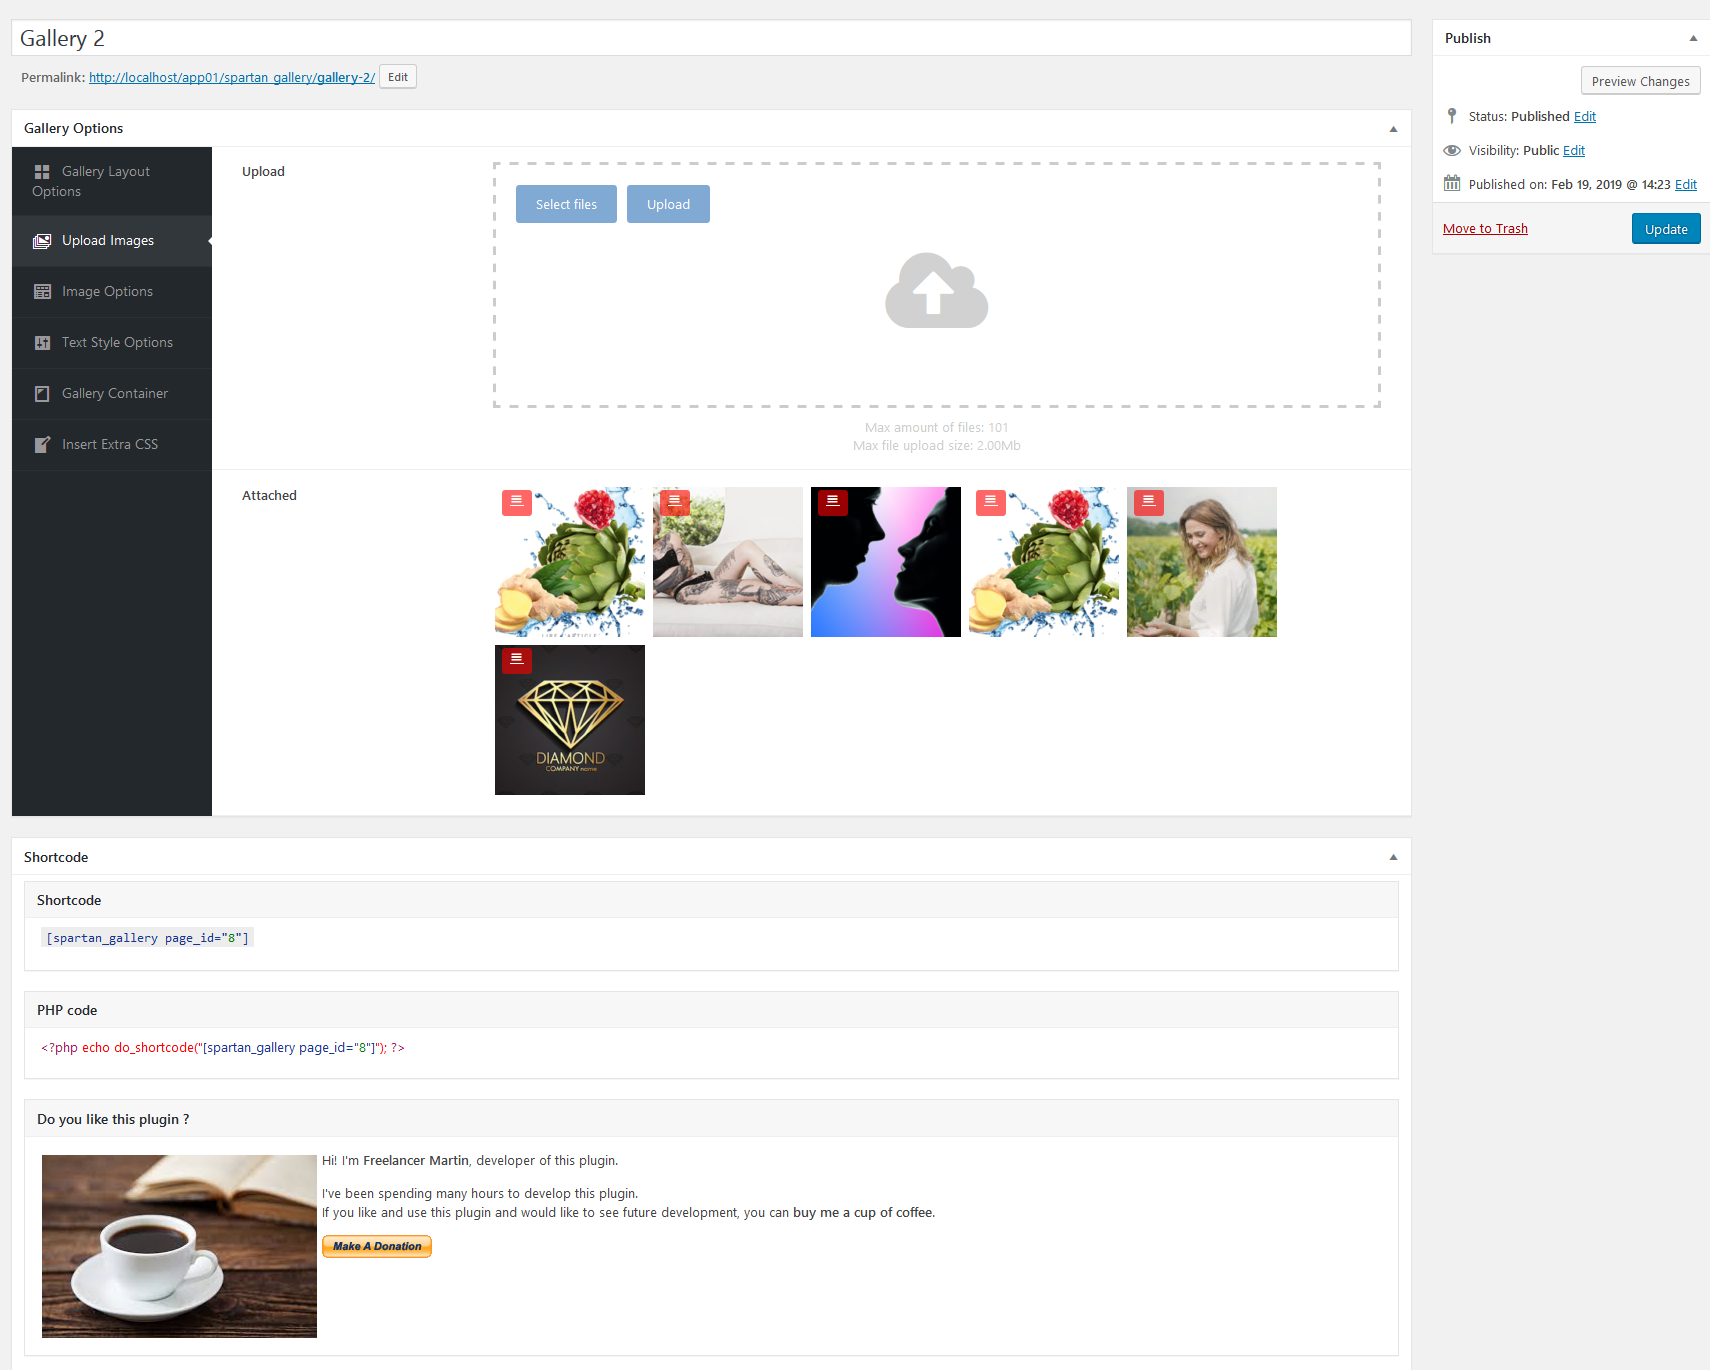 Gallery 2
Permalink: http://localhost/app01/spartan_gallery/gallery-2/ Edit
Gallery Options
Gallery Layout
Options
Upload Images
Image Options
Text Style Options
Gallery Container
Insert Extra CSS
Upload
Select files
Upload
Max amount of files: 101
Max file upload size: 2.00Mb
Attached
DIAMOND
COMPANY name
Shortcode
Shortcode
[spartan_gallery page_id="8"]
PHP code
<?php echo do_shortcode("[spartan_gallery page_id="8"]"); ?>
Do you like this plugin ?
Hi! I'm Freelancer Martin, developer of this plugin.
I've been spending many hours to develop this plugin.
If you like and use this plugin and would like to see future development, you can buy me a cup of coffee.
Make A Donation
Publish
Preview Changes
Status: Published Edit
Visibility: Public Edit
Published on: Feb 19, 2019 @ 14:23 Edit
Move to Trash
Update